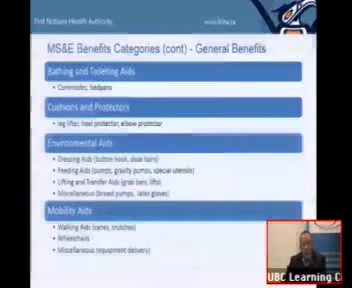 First Nations Health Authority
www.fnha.ca
MS&E Benefits Categories (cont) - General Benefits
Bathing and Toileting Aids
• Commodes, bedpans
Cushions and Protectors
• leg lifter, heel protector, elbow protector
Environmental Aids
• Dressing Aids (button hook, shoe horn)
• Feeding Aids (pumps, gravity pumps, special utensils)
• Lifting and Transfer Aids (grab bars, lifts)
• Miscellaneous (breast pumps, latex gloves)
Mobility Aids
• Walking Aids (canes, crutches)
• Wheelchairs
• Miscellaneous (equipment delivery)
UBC Learning C